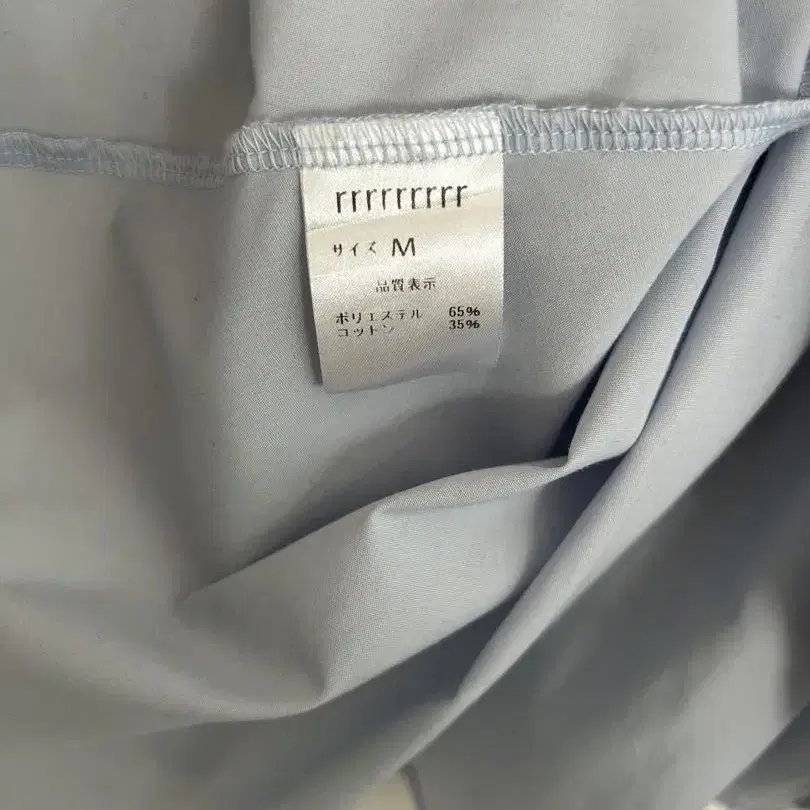 rrrrrrrrr
サイズ M
品質表示
ポリエステル 65%
コットン 35%